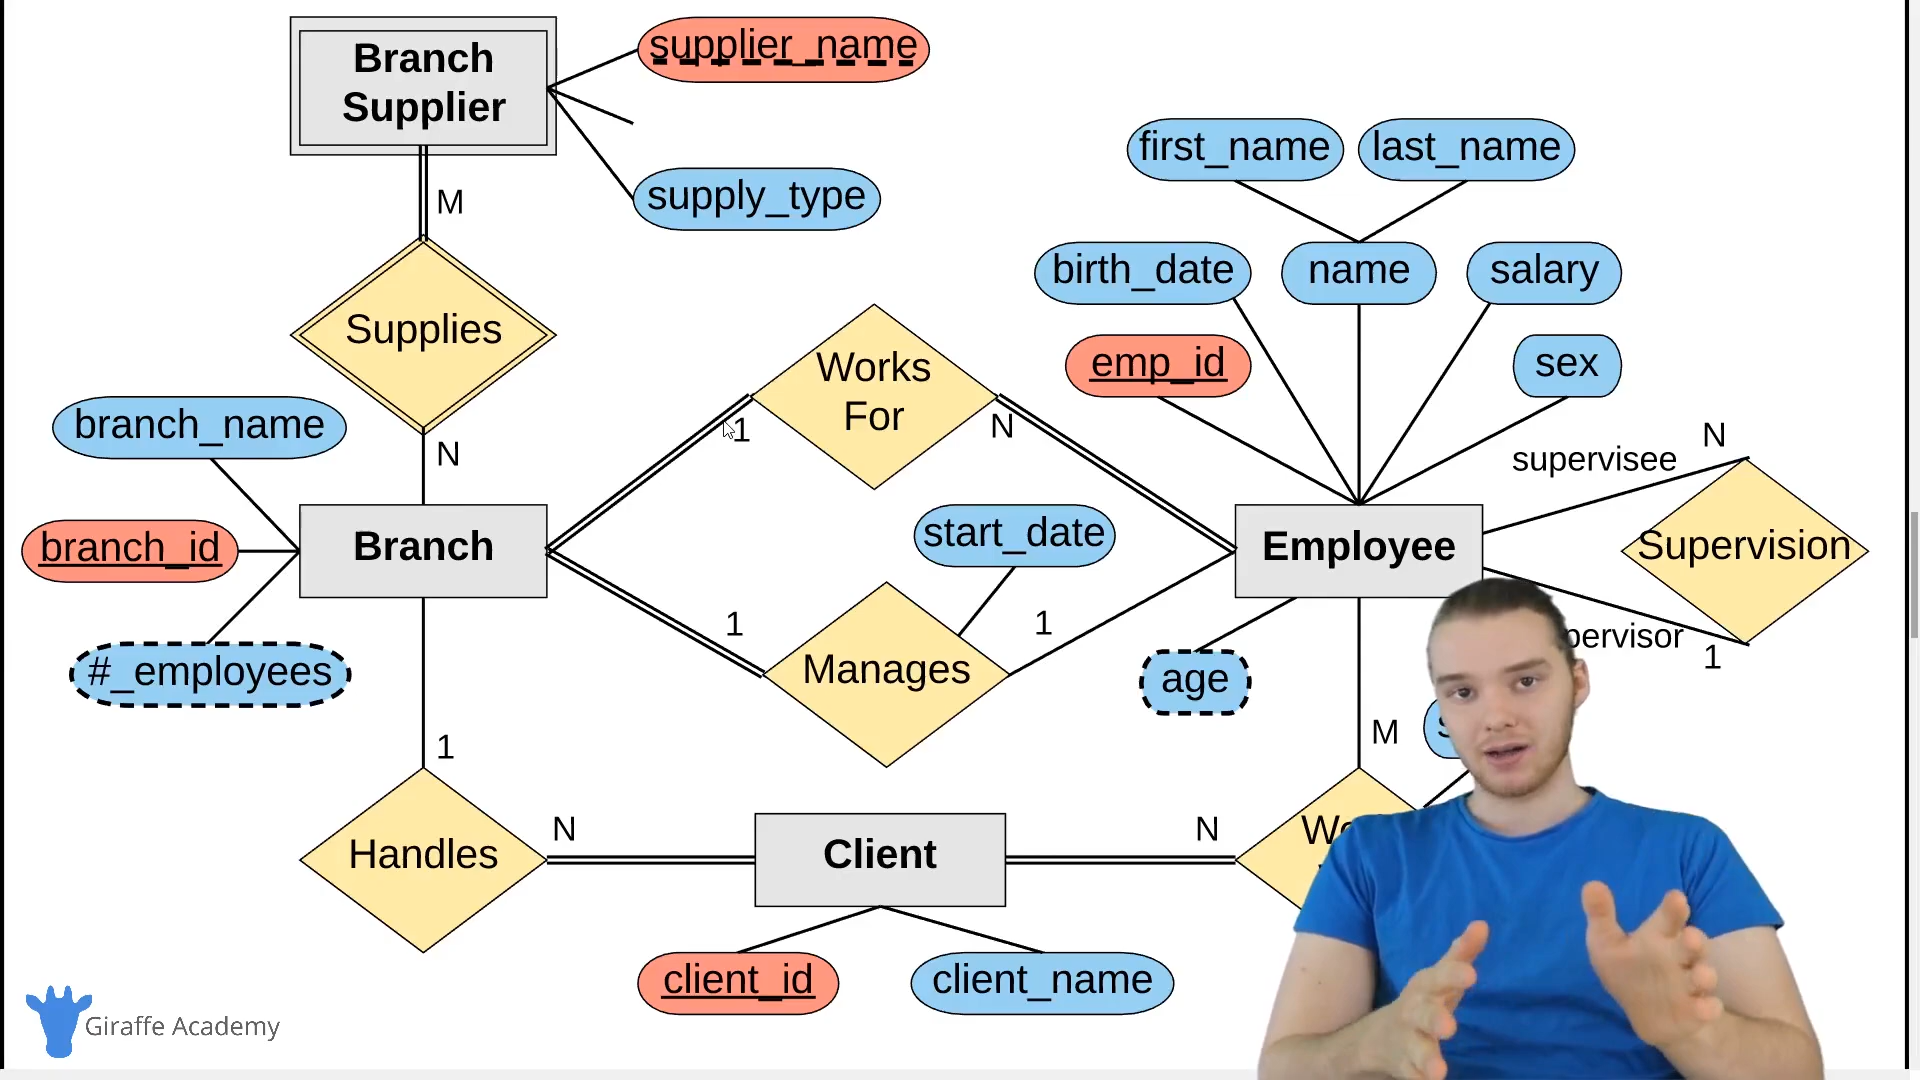 Branch
Supplier
supplier_name
supply_type
M
Supplies
N
first_name
last_name
birth_date
name
salary
emp_id
sex
Works
For
1
N
branch_name
branch_id
Branch
#_employees
start_date
Manages
1
1
Employee
age
supervisee
N
Supervision
pervisor
1
M
1
Handles
N
Client
N
client_id
client_name
Giraffe Academy